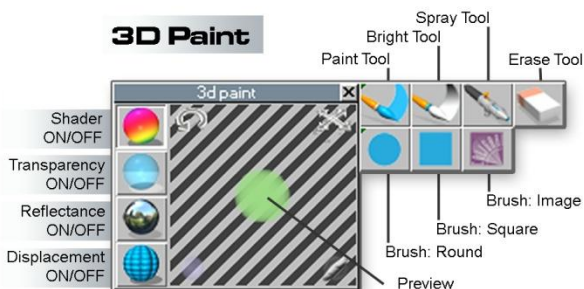 3D Paint
Spray Tool
Bright Tool
Paint Tool
Erase Tool
3d paint
Shader
ON/OFF
Transparency
ON/OFF
Reflectance
ON/OFF
Displacement
ON/OFF
Brush: Image
Brush: Square
Brush: Round
Preview